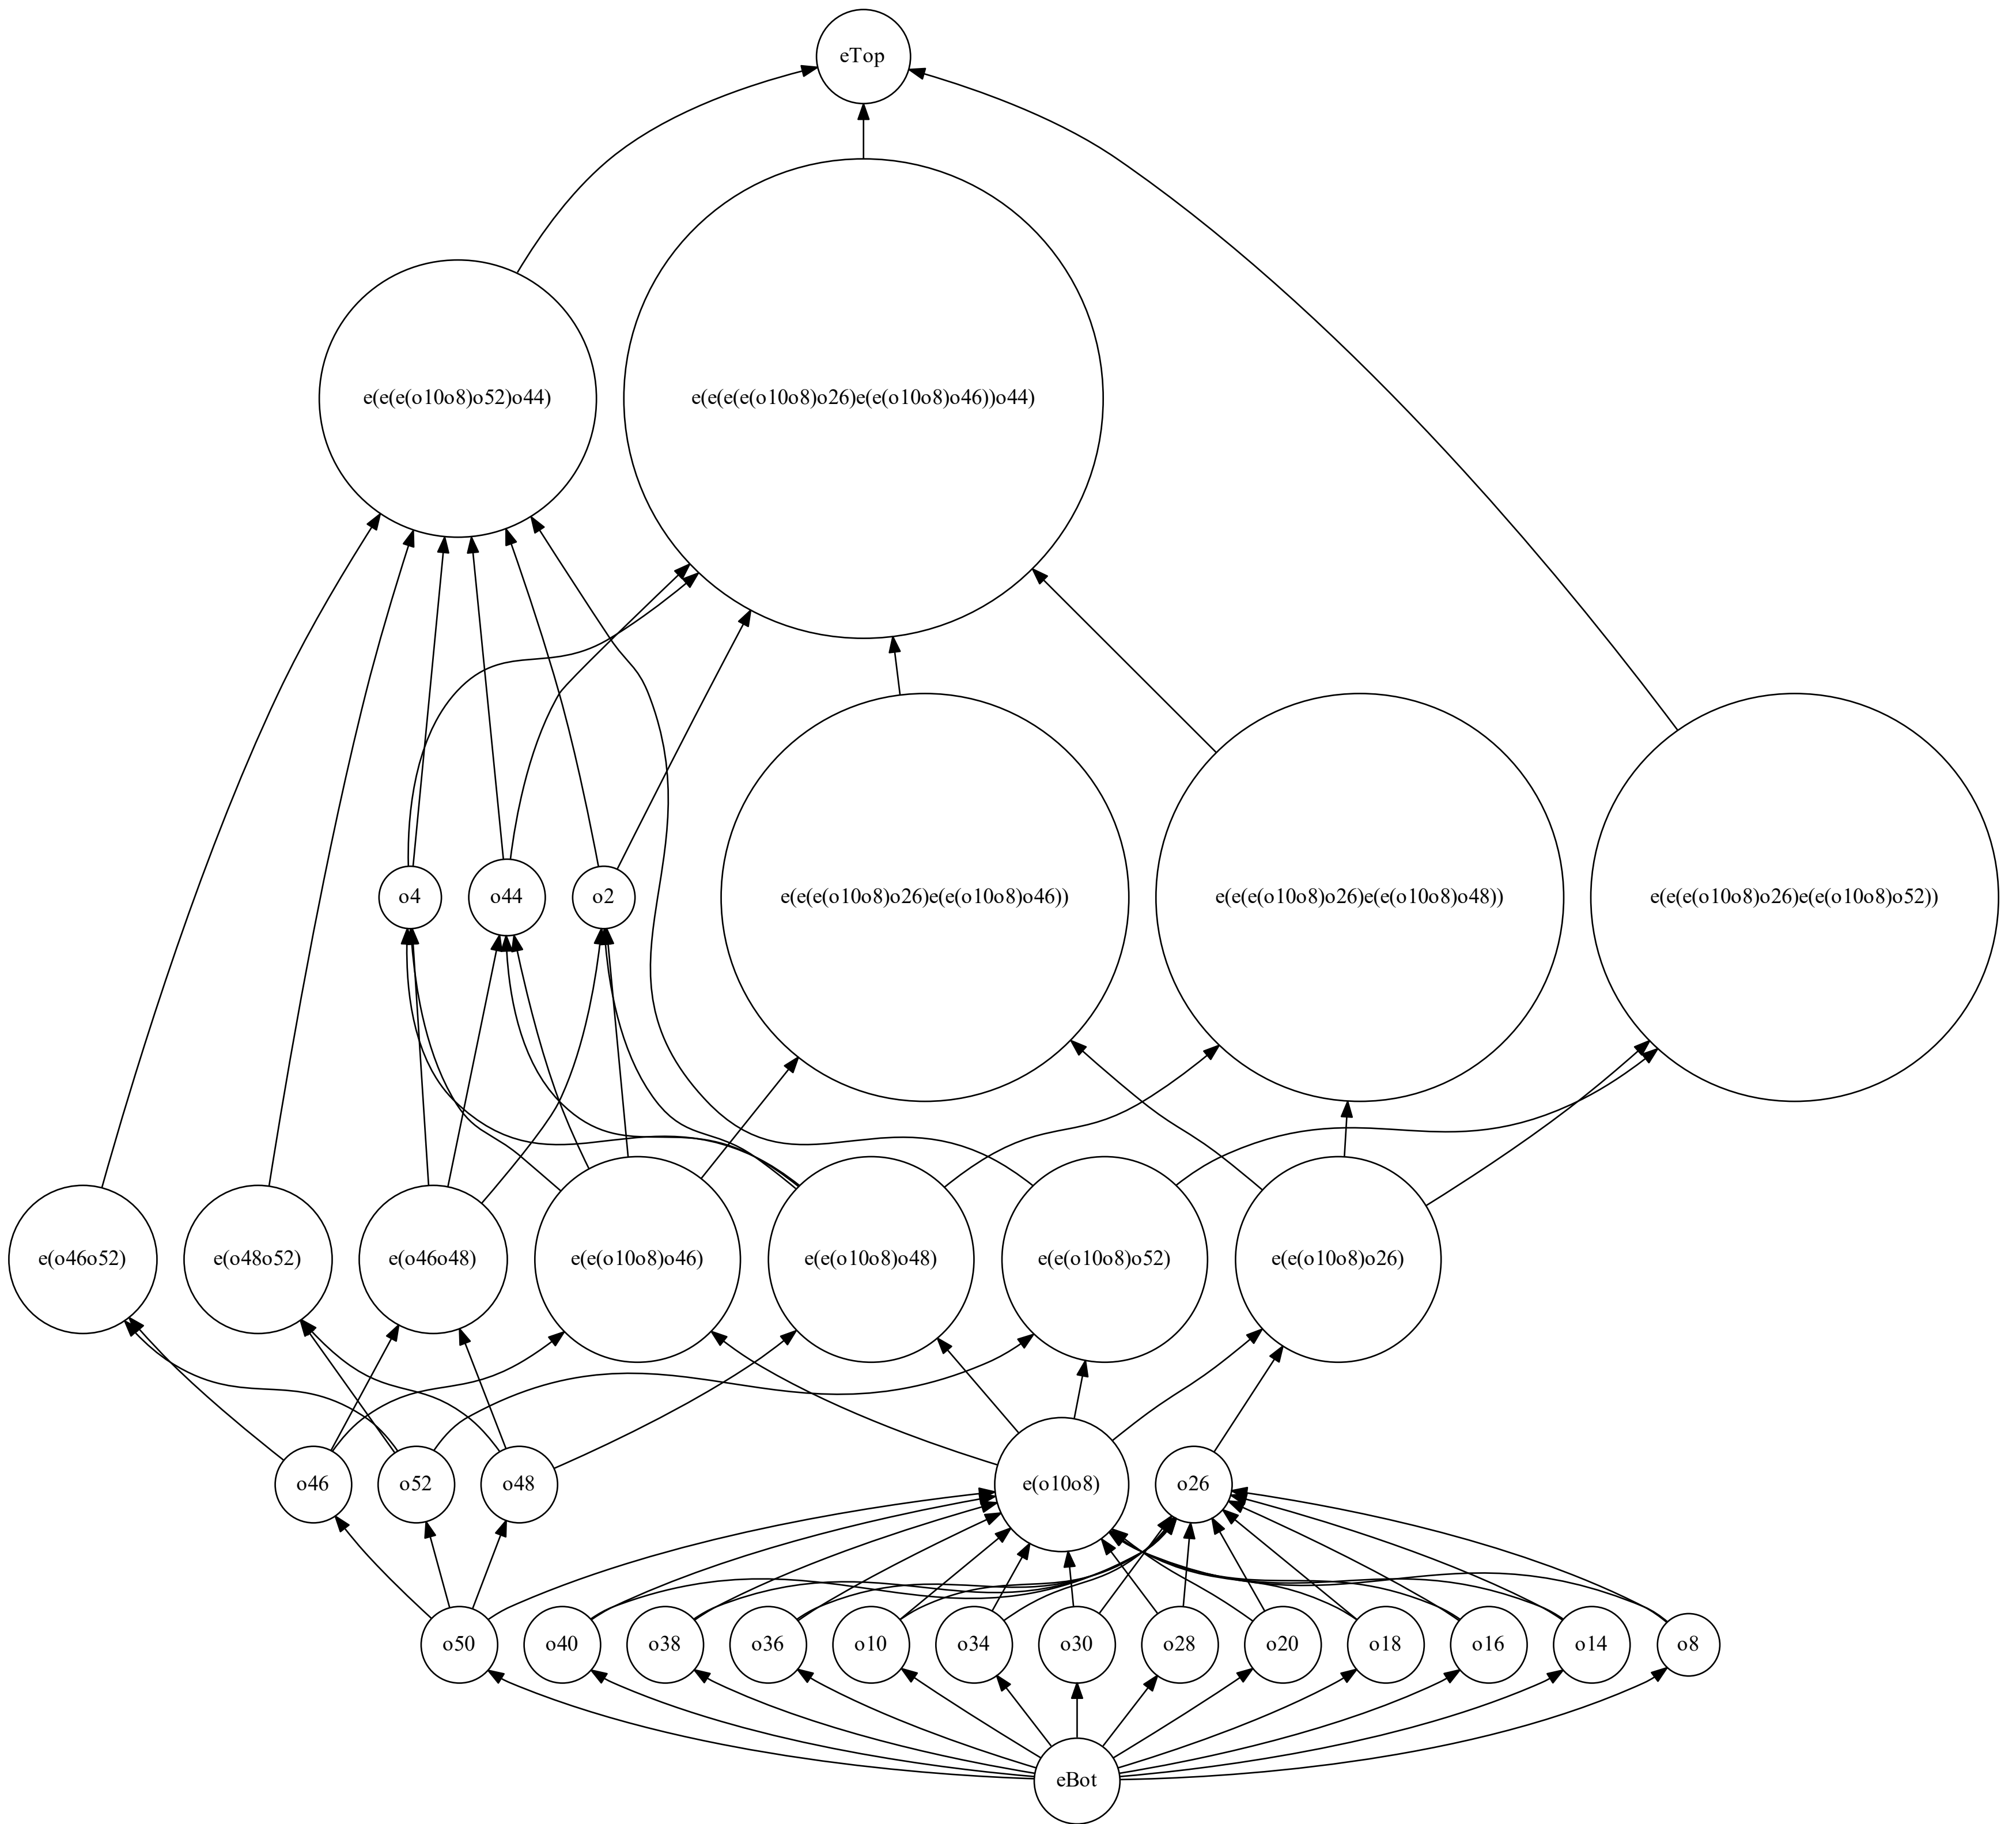 eTop
e(e(e(o10o8)o52)o44)
e(e(e(e(o10o8)o26)e(e(o10o8)o46))o44)
o4
o44
o2
e(e(e(o10o8)o26)e(e(o10o8)o46))
e(e(e(o10o8)o26)e(e(o10o8)o48))
e(e(e(o10o8)o26)e(e(o10o8)o52))
e(o46o52)
e(o48o52)
e(o46o48)
e(e(o10o8)o46)
e(e(o10o8)o48)
e(e(o10o8)o52)
e(e(o10o8)o26)
o46
o52
o48
e(o10o8)
o26
o50
o40
o38
o36
o10
o34
o30
o28
o20
o18
o16
o14
o8
eBot